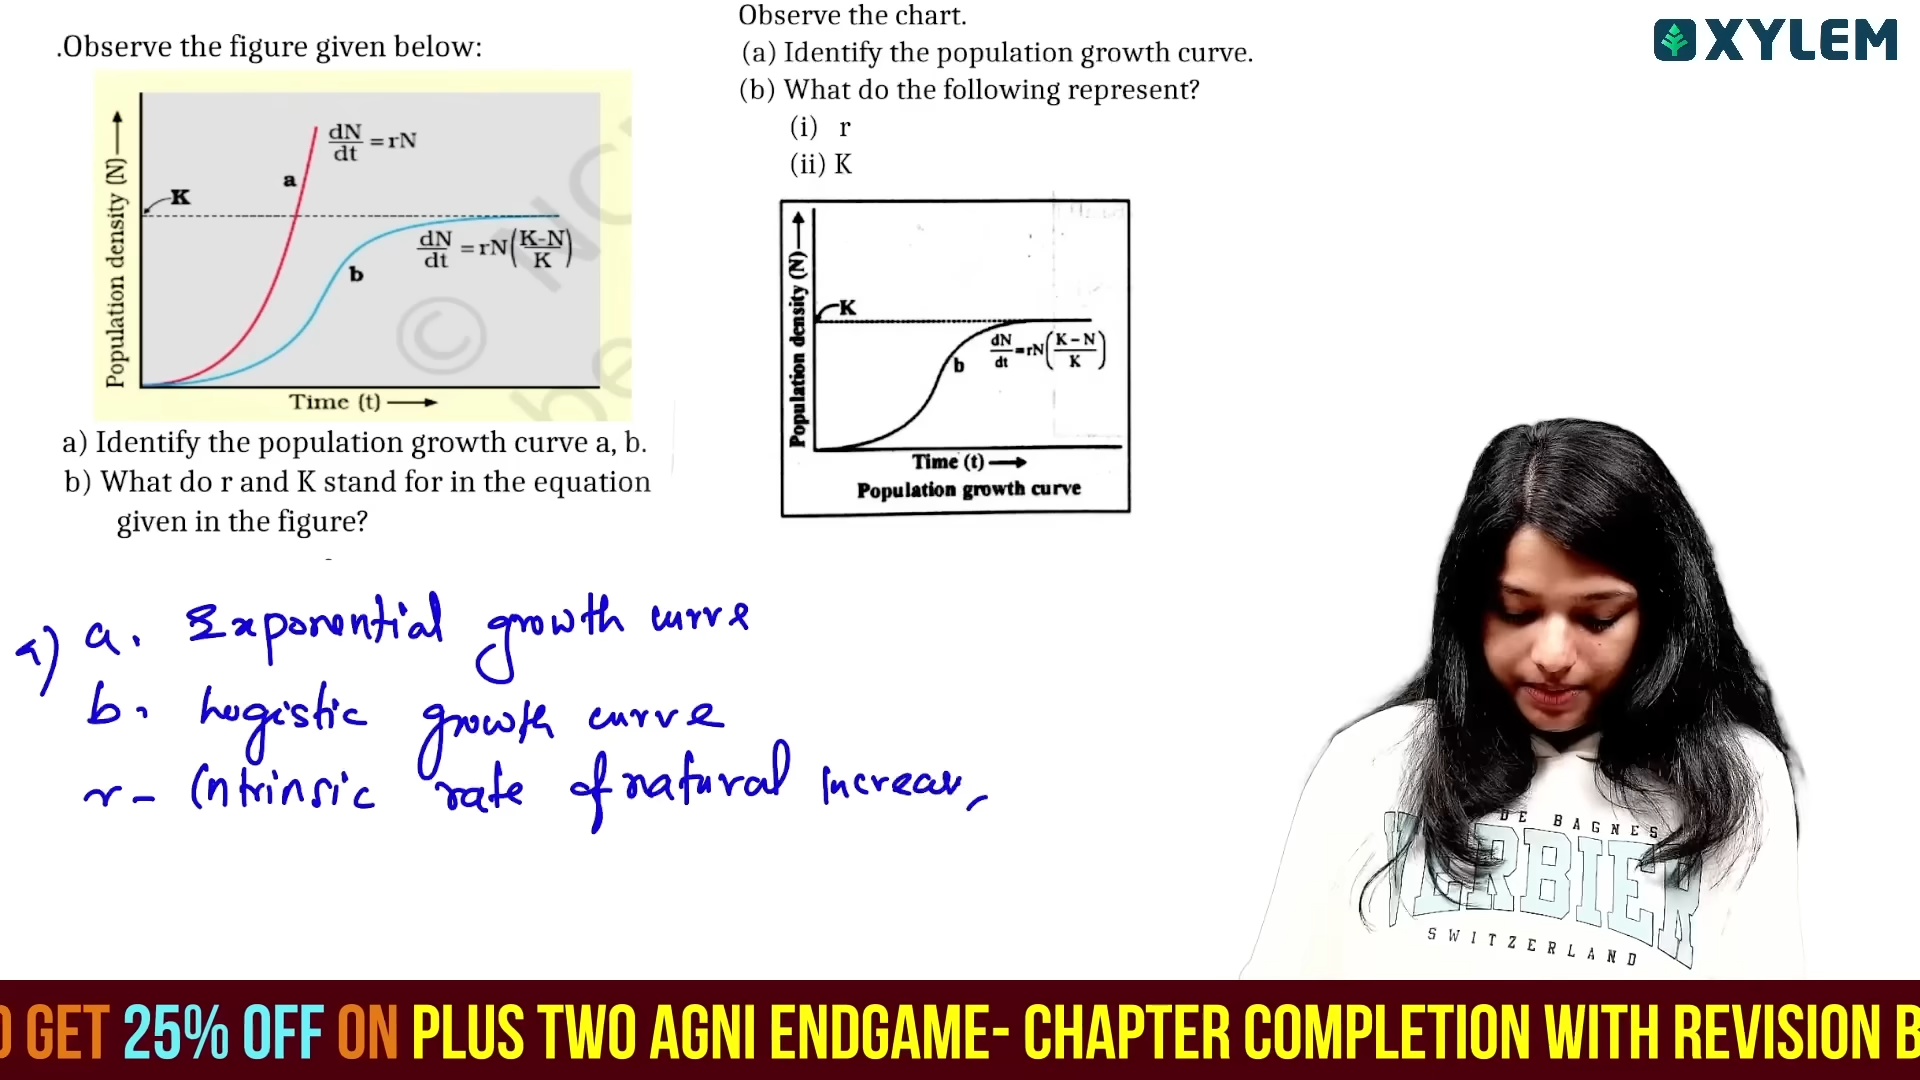 .Observe the figure given below:
dN/dt = rN
a
K
dN/dt = rN(K-N/K)
b
Population density (N)
Time (t)
©
a) Identify the population growth curve a, b.
b) What do r and K stand for in the equation
given in the figure?
Observe the chart.
(a) Identify the population growth curve.
(b) What do the following represent?
(i) r
(ii) K
K
dN/dt =rN(K-N/K)
b
Population density (N)
Time (t)
Population growth curve
XYLEM
a. Exponential growth curve
b. Logistic growth curve
r - Intrinsic rate of natural increase,
DE BAGNES
VERBIER
SWITZERLAND
GET 25% OFF ON PLUS TWO AGNI ENDGAME- CHAPTER COMPLETION WITH REVISION B